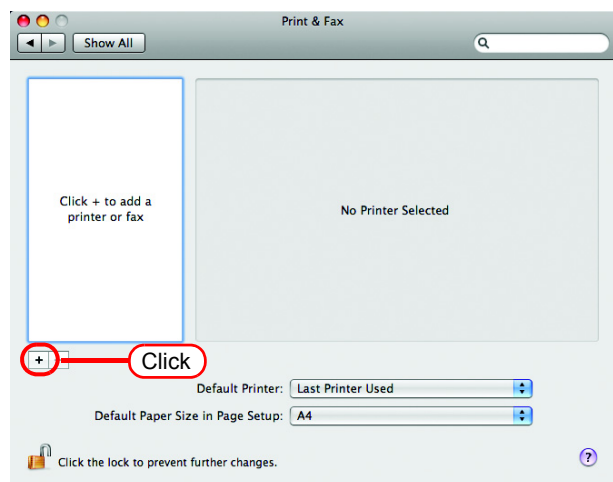 Print & Fax
Show All
Click + to add a
printer or fax
No Printer Selected
+
Click
Default Printer: Last Printer Used
Default Paper Size in Page Setup: A4
Click the lock to prevent further changes.
?